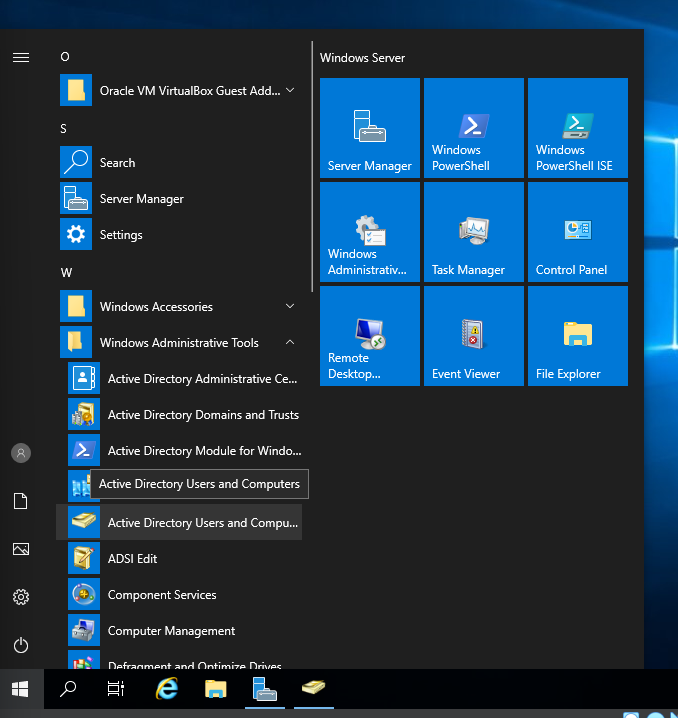 O
Oracle VM VirtualBox Guest Add...
S
Search
Server Manager
Settings
W
Windows Accessories
Windows Administrative Tools
Active Directory Administrative Ce...
Active Directory Domains and Trusts
Active Directory Module for Windo...
Active Directory Users and Computers
Active Directory Users and Compu...
ADSI Edit
Component Services
Computer Management
Defragment and Optimize Drives
Windows Server
Server Manager
Windows
PowerShell
Windows
PowerShell ISE
Windows
Administrativ...
Task Manager
Control Panel
Remote
Desktop...
Event Viewer
File Explorer